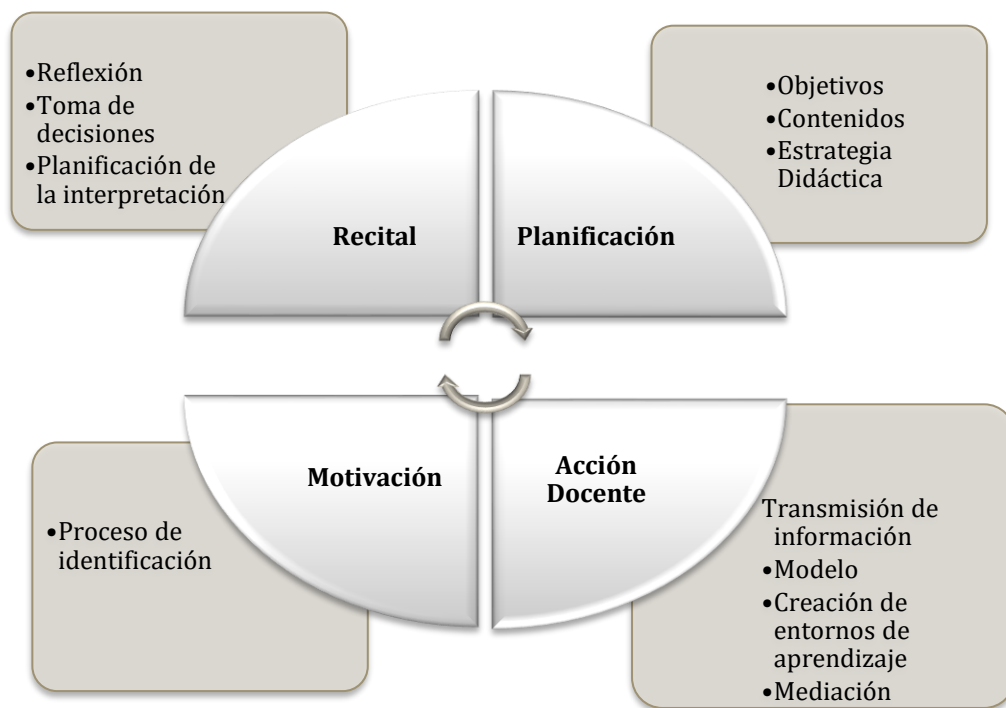 •Reflexión
•Toma de
decisiones
•Planificación de
la interpretación
•Objetivos
•Contenidos
•Estrategia
Didáctica
Recital
Planificación
Motivación
Acción
Docente
•Proceso de
identificación
Transmisión de
información
•Modelo
•Creación de
entornos de
aprendizaje
•Mediación